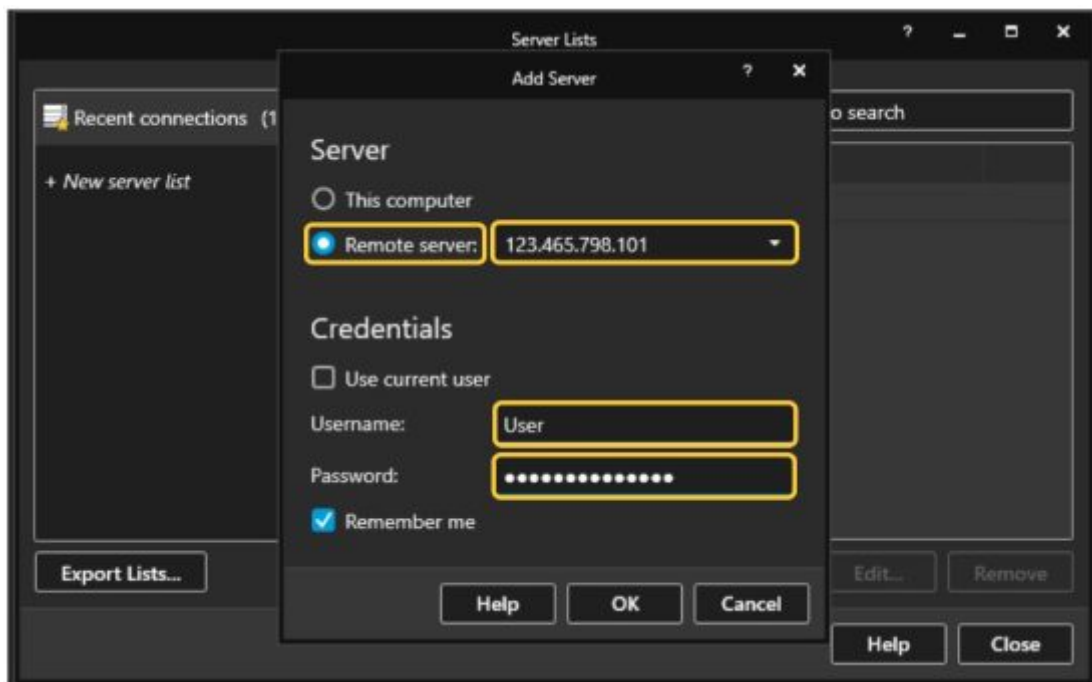 Server Lists
Add Server
Recent connections (1
o search
+ New server list
Server
This computer
Remote server: 123.465.798.101
Credentials
Use current user
Username: User
Password: ••••••••••••••
Remember me
Export Lists...
Edit...
Remove
Help
OK
Cancel
Help
Close